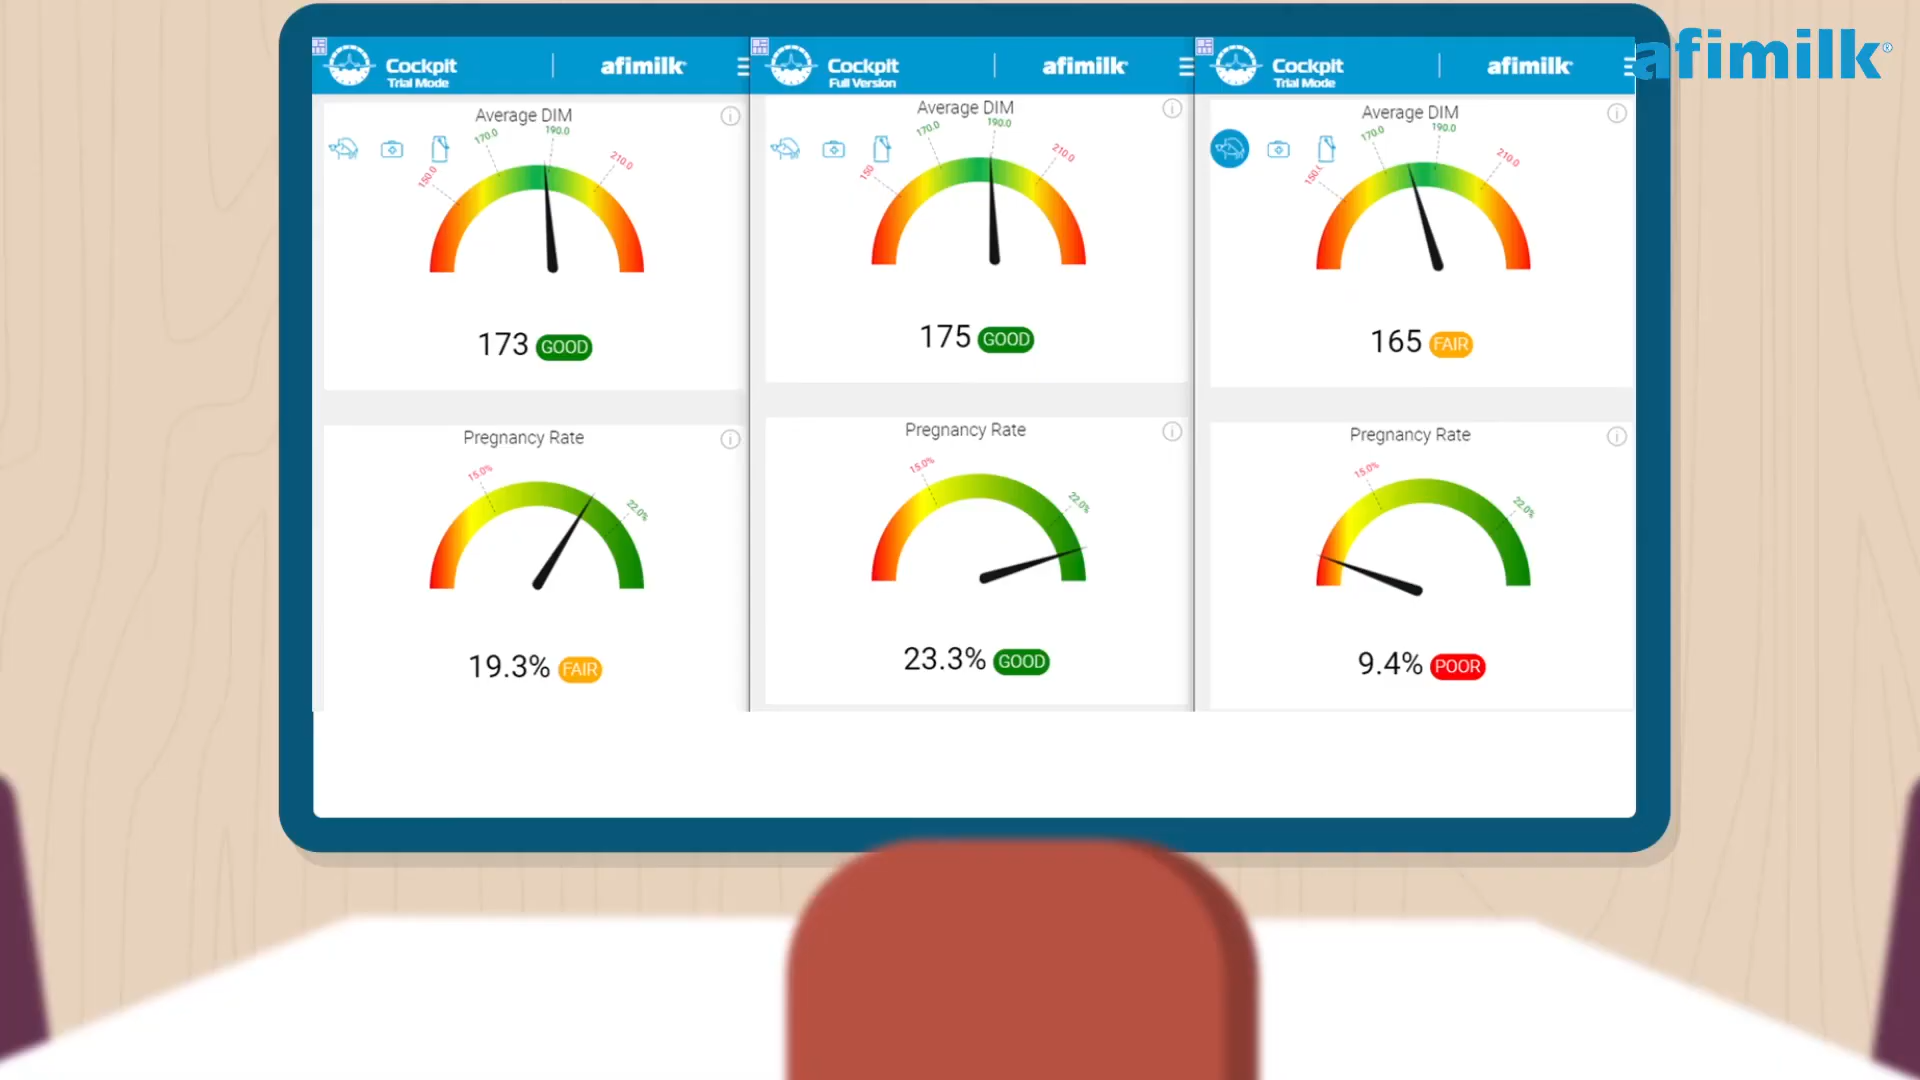 Cockpit
Trial Mode
afimilk
Average DIM
150.0
170.0
190.0
210.0
173 GOOD
Pregnancy Rate
15.0%
22.0%
19.3% FAIR
Cockpit
Full Version
afimilk
Average DIM
150
170.0
190.0
210.0
175 GOOD
Pregnancy Rate
15.0%
22.0%
23.3% GOOD
Cockpit
Trial Mode
afimilk
Average DIM
150.0
170.0
190.0
210.0
165 FAIR
Pregnancy Rate
15.0%
22.0%
9.4% POOR
afimilk®